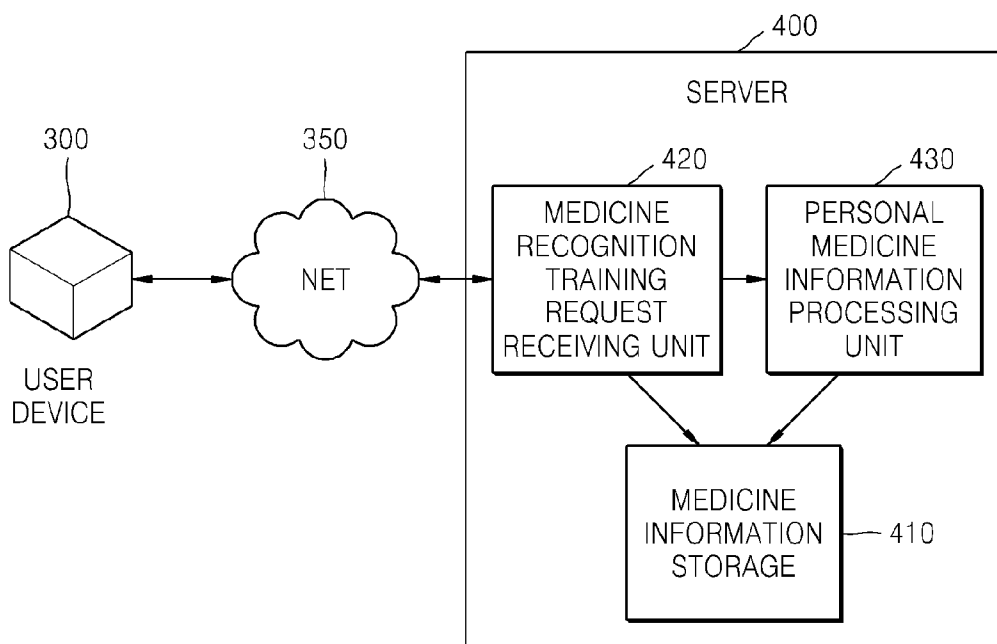 400
SERVER
300
350
420
430
MEDICINE
RECOGNITION
TRAINING
REQUEST
RECEIVING UNIT
PERSONAL
MEDICINE
INFORMATION
PROCESSING
UNIT
NET
USER
DEVICE
MEDICINE
INFORMATION
STORAGE
410